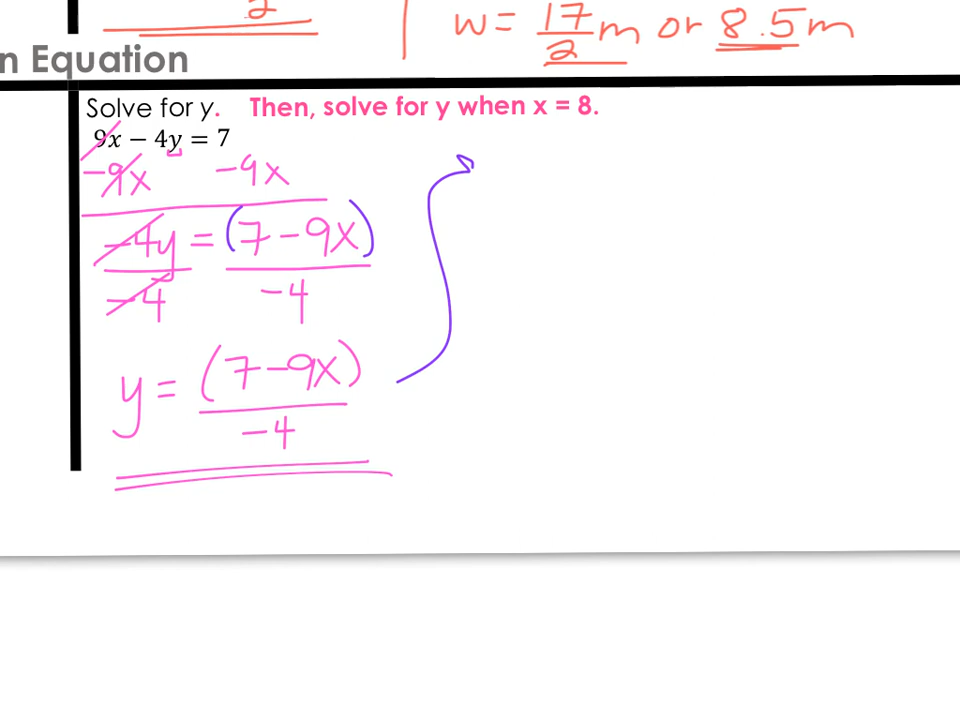 2
w = 17/2 m or 8.5m
n Equation
Solve for y. Then, solve for y when x = 8.
9x − 4y = 7
-9x -9x
-4y = (7-9x)
-4 -4
y = (7-9x)
-4